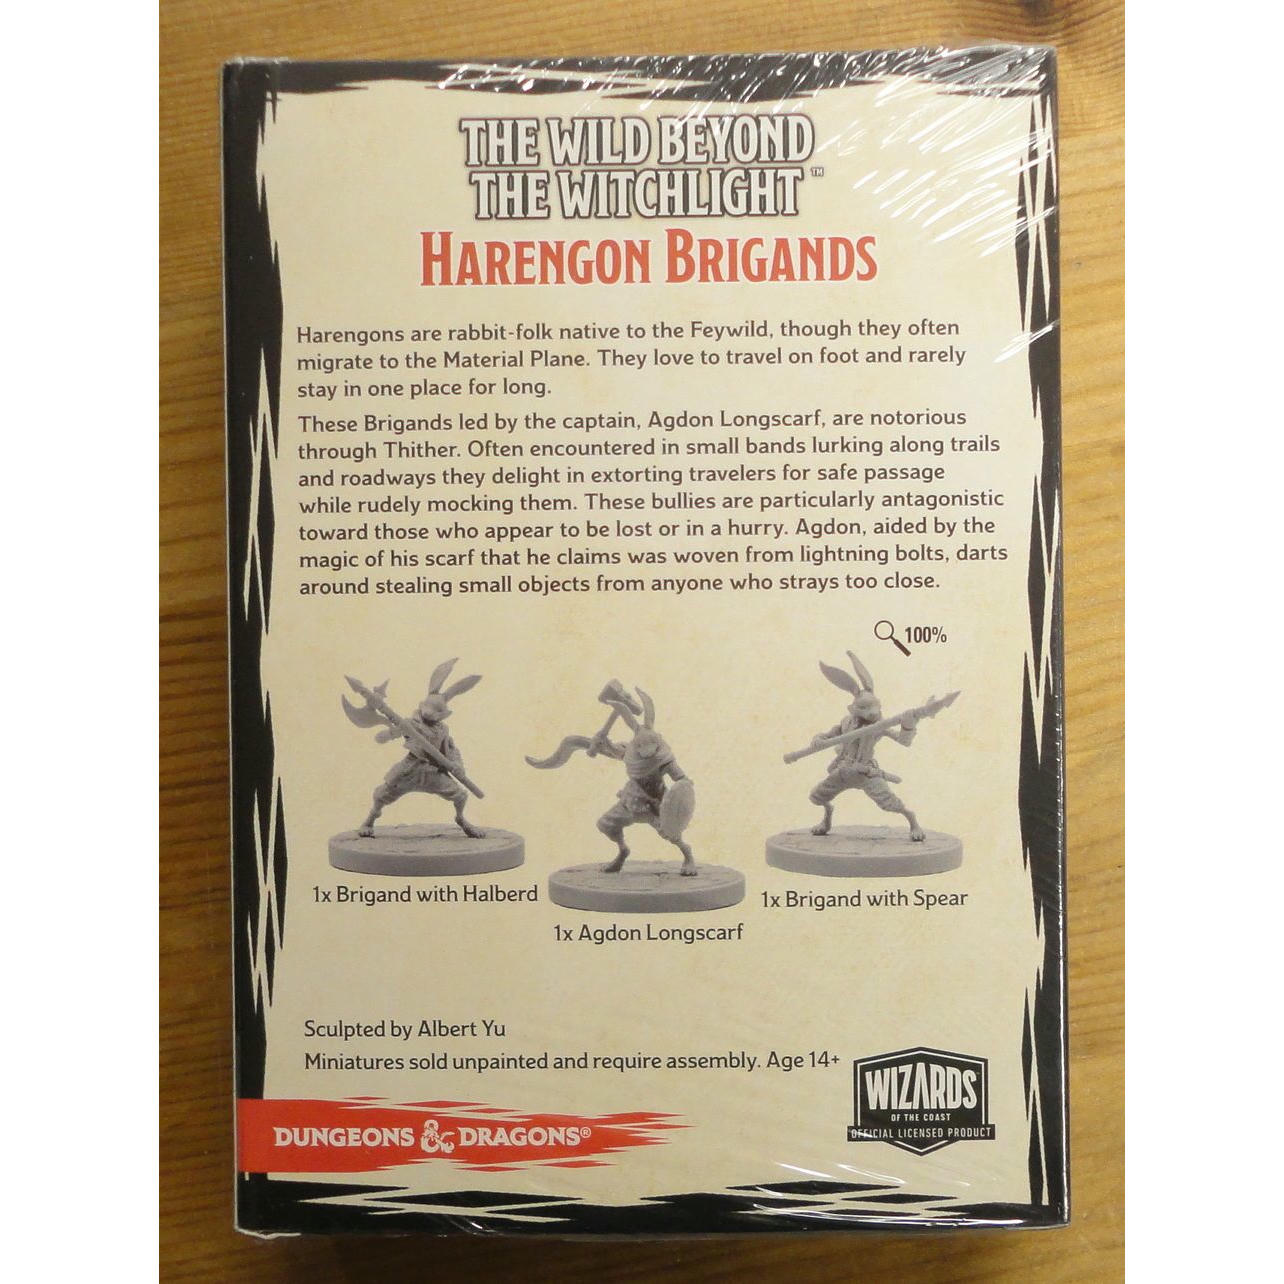 THE WILD BEYOND
THE WITCHLIGHT™
HARENGON BRIGANDS
Harengons are rabbit-folk native to the Feywild, though they often
migrate to the Material Plane. They love to travel on foot and rarely
stay in one place for long.
These Brigands led by the captain, Agdon Longscarf, are notorious
through Thither. Often encountered in small bands lurking along trails
and roadways they delight in extorting travelers for safe passage
while rudely mocking them. These bullies are particularly antagonistic
toward those who appear to be lost or in a hurry. Agdon, aided by the
magic of his scarf that he claims was woven from lightning bolts, darts
around stealing small objects from anyone who strays too close.
100%
1x Brigand with Halberd
1x Agdon Longscarf
1x Brigand with Spear
Sculpted by Albert Yu
Miniatures sold unpainted and require assembly. Age 14+
DUNGEONS & DRAGONS®
WIZARDS
OF THE COAST
OFFICIAL LICENSED PRODUCT